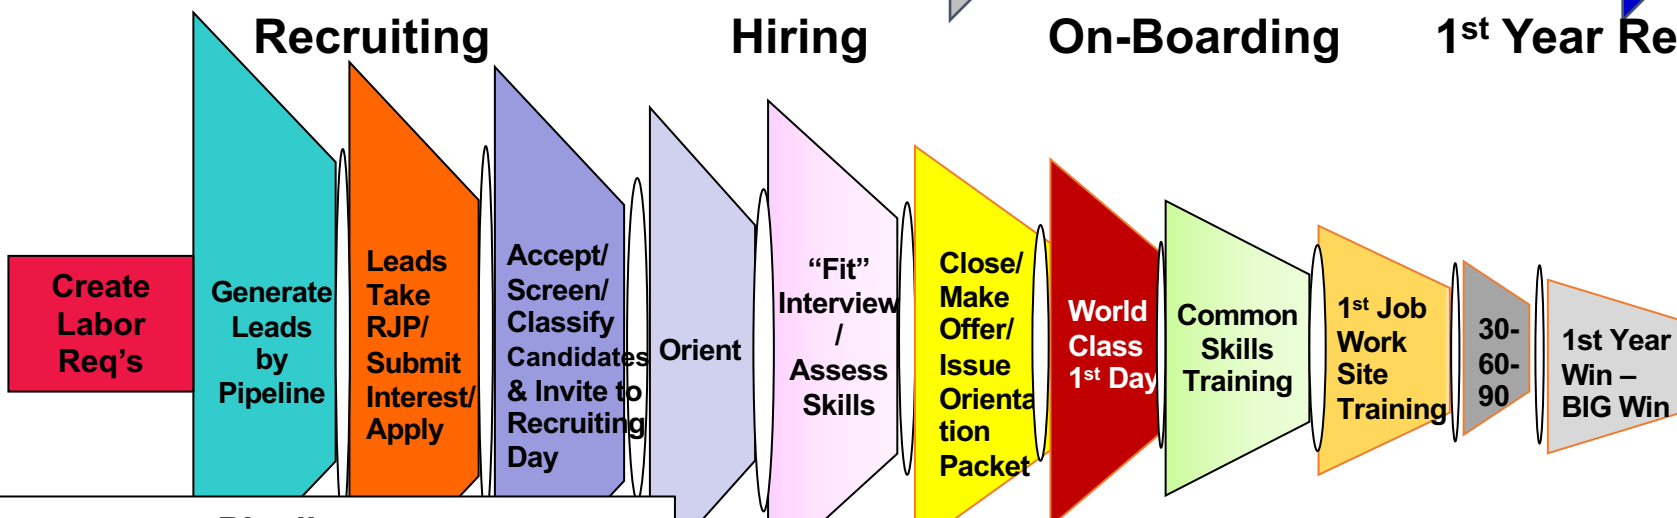 Recruiting
Hiring
On-Boarding
1st Year Re
Create
Labor
Req’s
Generate
Leads
by
Pipeline
Leads
Take
RJP/
Submit
Interest/
Apply
Accept/
Screen/
Classify
Candidates
& Invite to
Recruiting
Day
Orient
“Fit”
Interview
/
Assess
Skills
Close/
Make
Offer/
Issue
Orienta
tion
Packet
World
Class
1st Day
Common
Skills
Training
1st Job
Work
Site
Training
30-
60-
90
1st Year
Win –
BIG Win